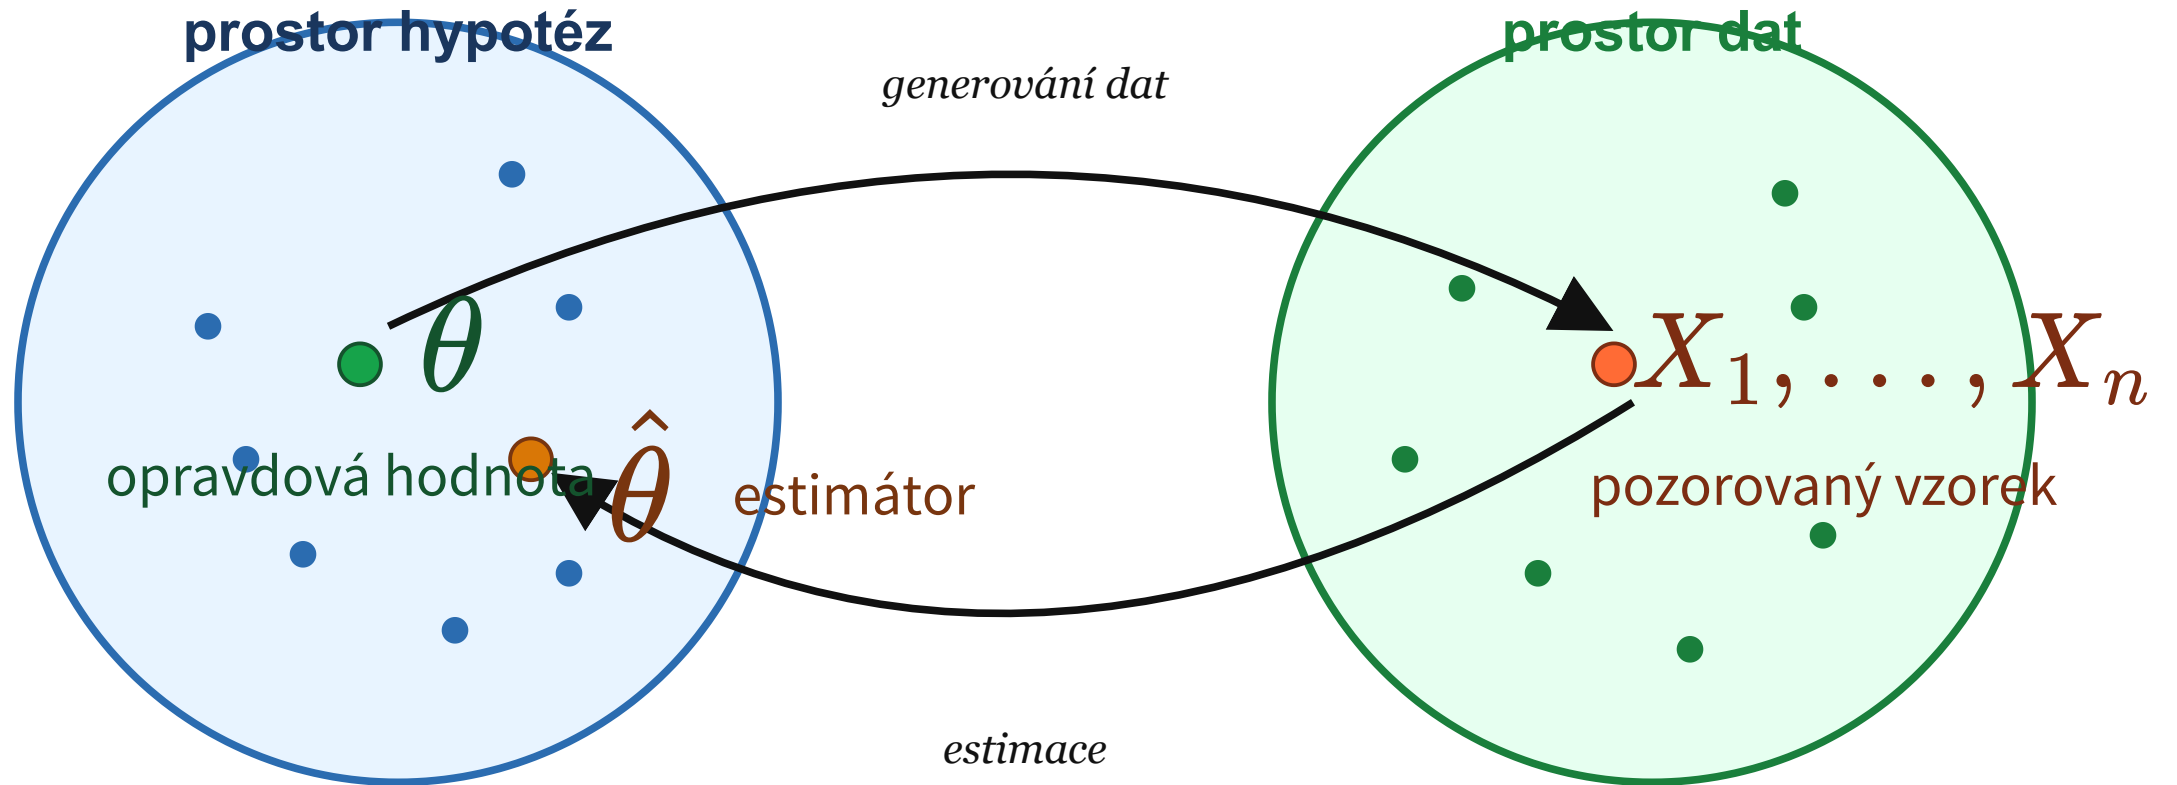 prostor hypotéz
prostor dat
generování dat
θ
X₁, . . . , Xₙ
opravdová hodnota
θ̂
estimátor
pozorovaný vzorek
estimace